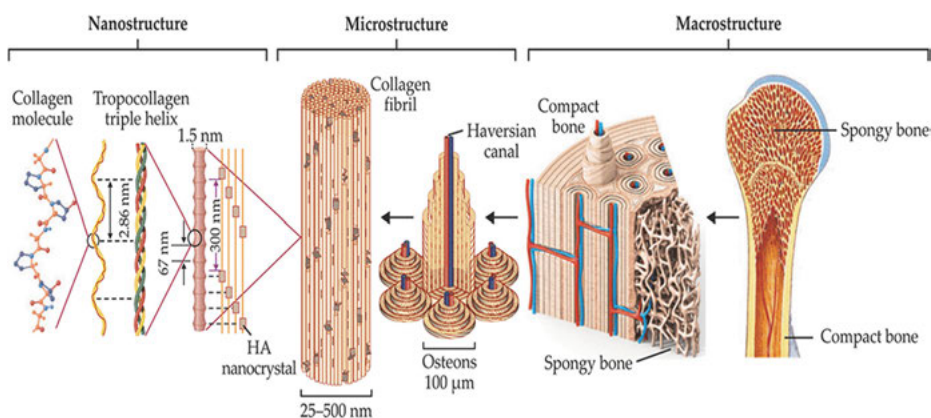 Nanostructure
Microstructure
Macrostructure
Collagen
molecule
Tropocollagen
triple helix
1.5 nm
2.86 nm
67 nm
300 nm
HA
nanocrystal
Collagen
fibril
25–500 nm
Haversian
canal
Osteons
100 μm
Compact
bone
Spongy bone
Spongy bone
Compact bone